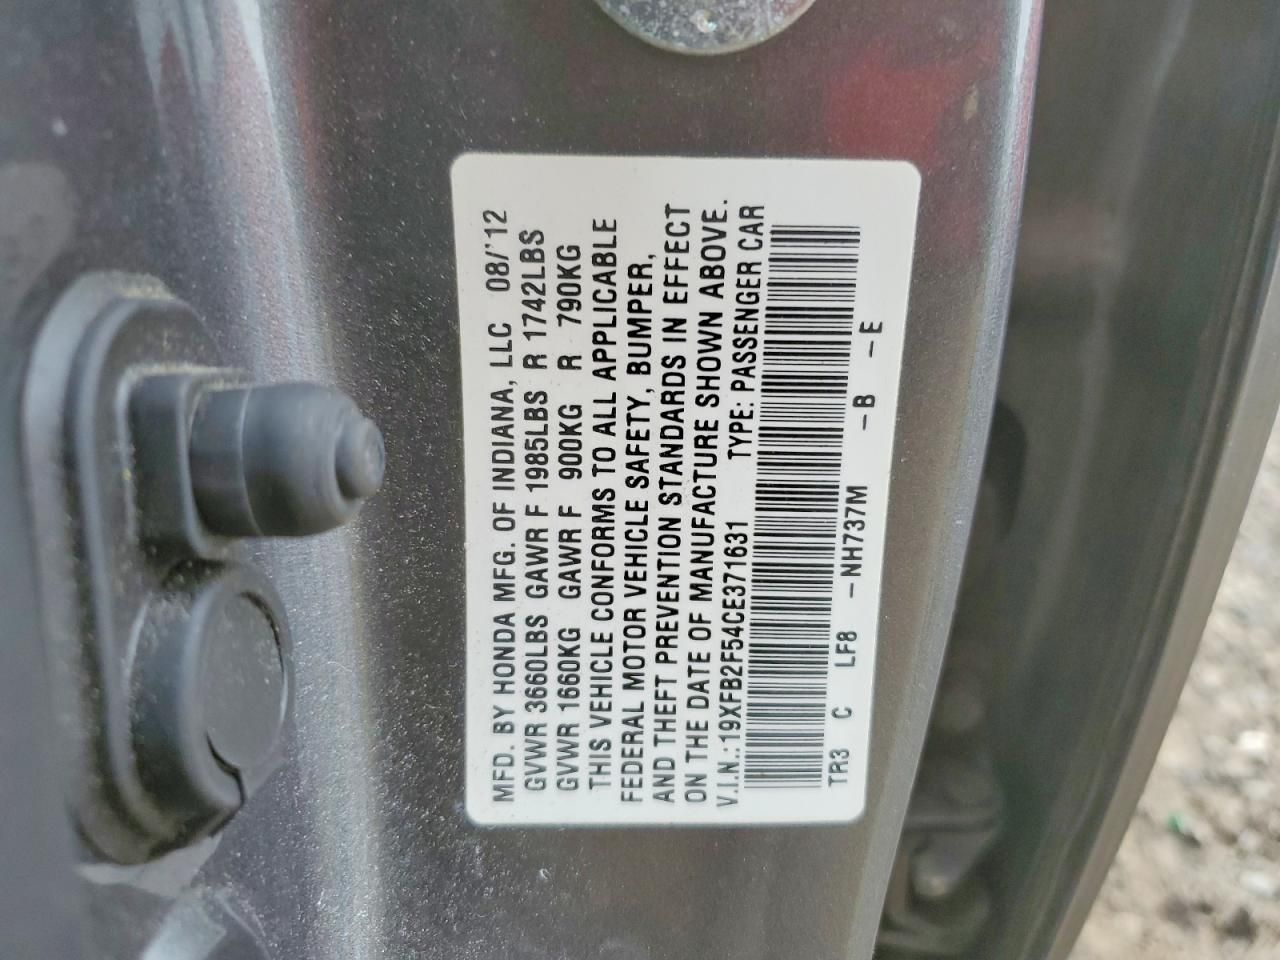 MFD. BY HONDA MFG. OF INDIANA, LLC 08/'12
GVWR 3660LBS GAWR F 1985LBS R 1742LBS
GVWR 1660KG GAWR F 900KG R 790KG
THIS VEHICLE CONFORMS TO ALL APPLICABLE
FEDERAL MOTOR VEHICLE SAFETY, BUMPER,
AND THEFT PREVENTION STANDARDS IN EFFECT
ON THE DATE OF MANUFACTURE SHOWN ABOVE.
V.I.N.:19XFB2F54CE371631 TYPE: PASSENGER CAR
TR3 C LF8 -NH737M -B -E